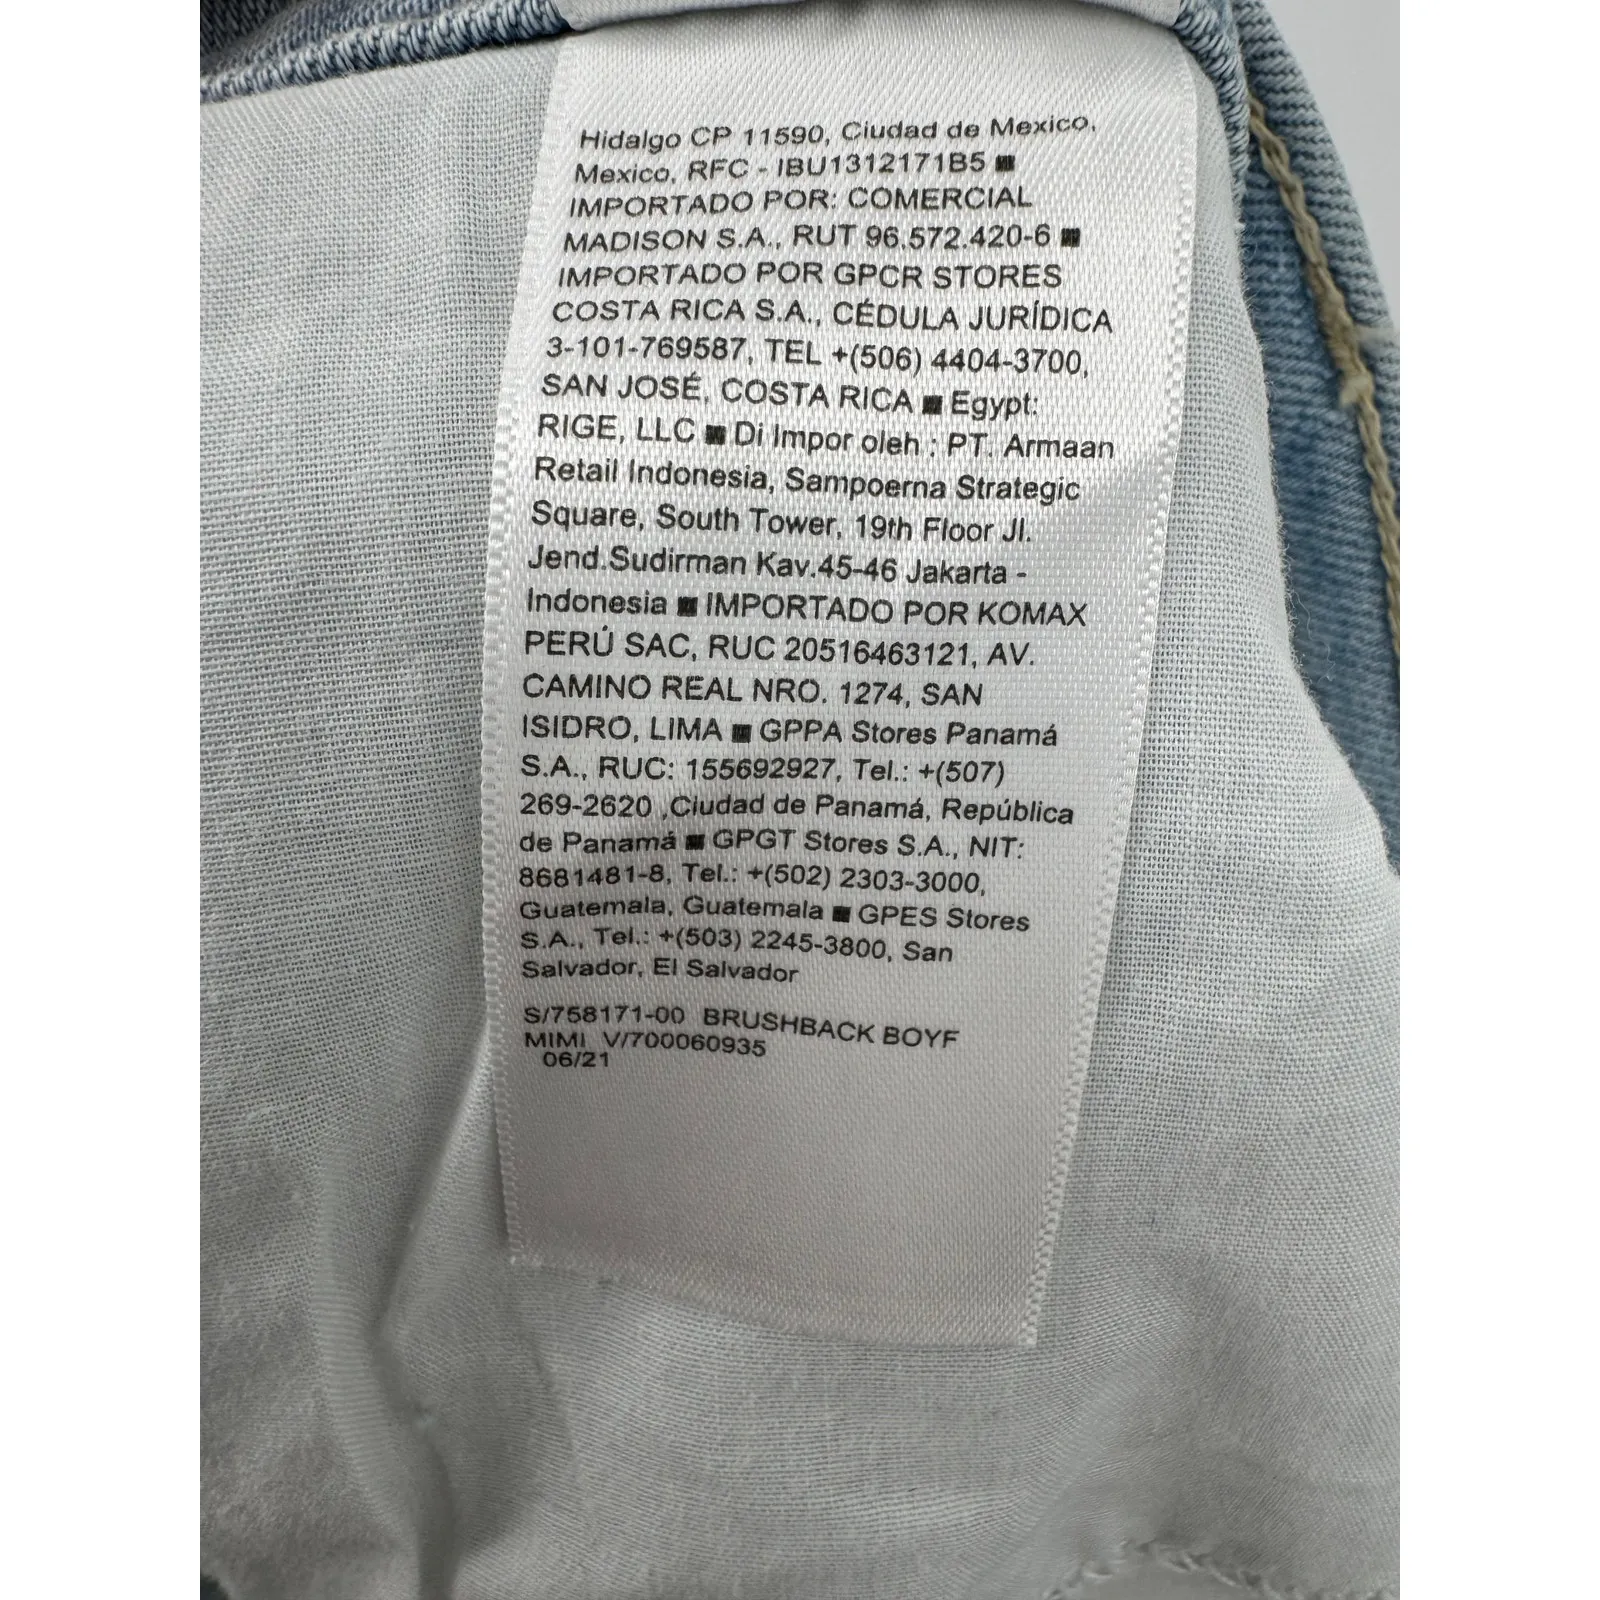 Hidalgo CP 11590, Ciudad de Mexico,
Mexico, RFC - IBU1312171B5 ■
IMPORTADO POR: COMERCIAL
MADISON S.A., RUT 96.572.420-6 ■
IMPORTADO POR GPCR STORES
COSTA RICA S.A., CÉDULA JURÍDICA
3-101-769587, TEL +(506) 4404-3700,
SAN JOSÉ, COSTA RICA ■ Egypt:
RIGE, LLC ■ Di Impor oleh : PT. Armaan
Retail Indonesia, Sampoerna Strategic
Square, South Tower, 19th Floor Jl.
Jend.Sudirman Kav.45-46 Jakarta -
Indonesia ■ IMPORTADO POR KOMAX
PERÚ SAC, RUC 20516463121, AV.
CAMINO REAL NRO. 1274, SAN
ISIDRO, LIMA ■ GPPA Stores Panamá
S.A., RUC: 155692927, Tel.: +(507)
269-2620 ,Ciudad de Panamá, República
de Panamá ■ GPGT Stores S.A., NIT:
8681481-8, Tel.: +(502) 2303-3000,
Guatemala, Guatemala ■ GPES Stores
S.A., Tel.: +(503) 2245-3800, San
Salvador, El Salvador
S/758171-00 BRUSHBACK BOYF
MIMI V/700060935
06/21